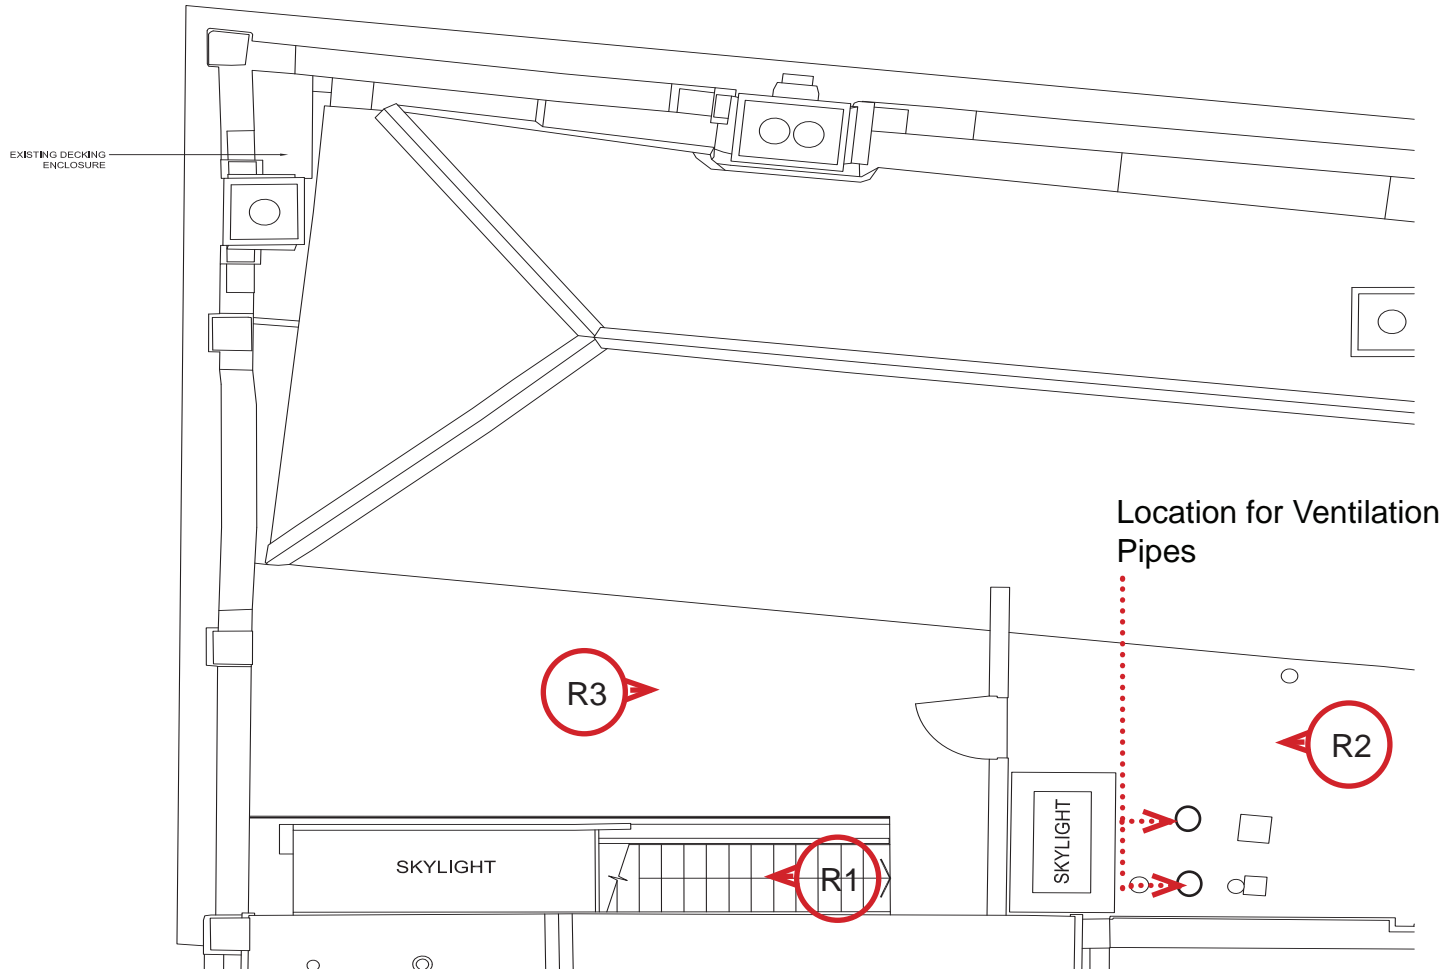 EXISTING DECKING
ENCLOSURE
Location for Ventilation
Pipes
R3
R2
SKYLIGHT
SKYLIGHT
R1